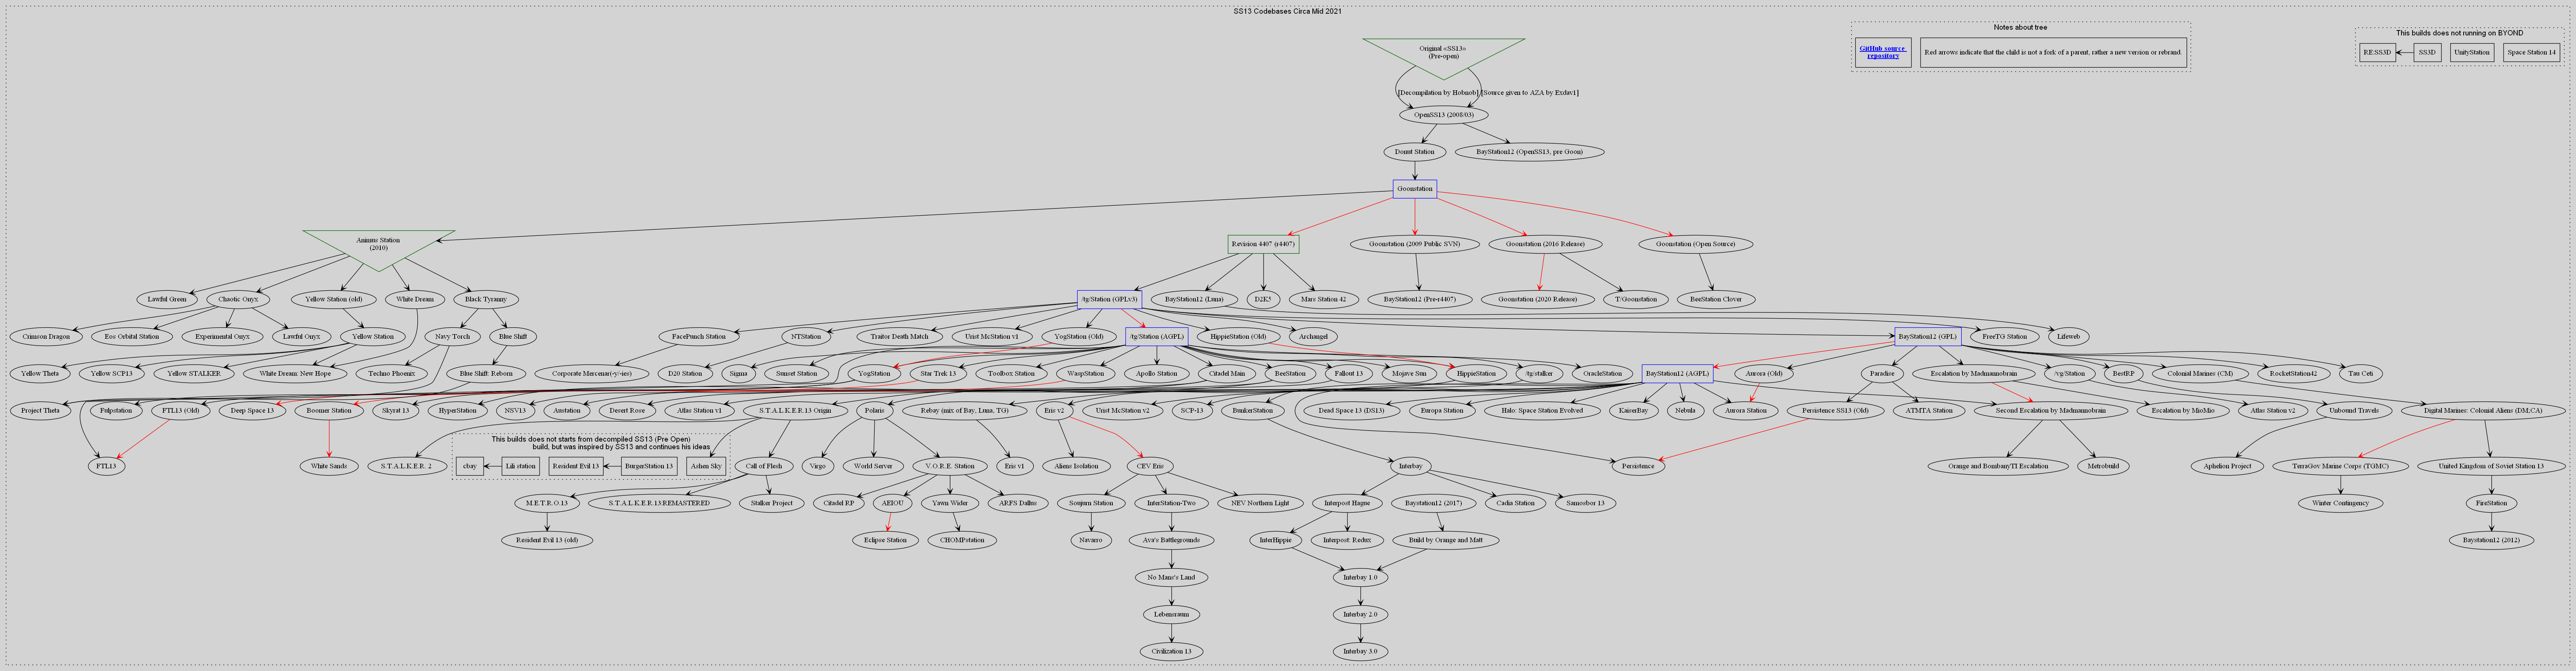 SS13 Codebases Circa Mid 2021
Notes about tree
GitHub source
repository
Red arrows indicate that the child is not a fork of a parent, rather a new version or rebrand.
This builds does not running on BYOND
RE:SS3D
SS3D
UnityStation
Space Station 14
Original «SS13»
(Pre-open)
[Decompilation by Hobnob]
[Source given to AZA by Exdav1]
OpenSS13 (2008/03)
Donut Station
BayStation12 (OpenSS13, pre Goon)
Goonstation
Animus Station
(2010)
Revision 4407 (r4407)
Goonstation (2009 Public SVN)
Goonstation (2016 Release)
Goonstation (Open Source)
Lawful Green
Chaotic Onyx
Yellow Station (old)
White Dream
Black Tyranny
/tg/Station (GPLv3)
BayStation12 (Luna)
D2K5
Mars Station 42
BayStation12 (Pre-r4407)
Goonstation (2020 Release)
T/Goonstation
BeeStation Clover
Crimson Dragon
Eos Orbital Station
Experimental Onyx
Lawful Onyx
Yellow Station
Navy Torch
Blue Shift
FacePunch Station
NTStation
Traitor Death Match
Urist McStation v1
YogStation (Old)
/tg/Station (AGPL)
HippieStation (Old)
Archangel
BayStation12 (GPL)
FreeTG Station
Lifeweb
Yellow Theta
Yellow SCP13
Yellow STALKER
White Dream: New Hope
Techno Phoenix
Blue Shift: Reborn
Corporate Mercenar(-y/-ies)
D20 Station
Sigma
Sunset Station
YogStation
Star Trek 13
Toolbox Station
WaspStation
Apollo Station
Citadel Main
BeeStation
Fallout 13
Mojave Sun
HippieStation
/tg/stalker
OracleStation
BayStation12 (AGPL)
Aurora (Old)
Paradise
Escalation by Madmannobrain
/vg/Station
BestRP
Colonial Marines (CM)
RocketStation42
Tau Ceti
Project Theta
Pulpstation
FTL13 (Old)
Deep Space 13
Boomer Station
Skyrat 13
HyperStation
NSV13
Austation
Desert Rose
Atlas Station v1
S.T.A.L.K.E.R. 13 Origin
Polaris
Rebay (mix of Bay, Luna, TG)
Eris v2
Urist McStation v2
SCP-13
BunkerStation
Dead Space 13 (DS13)
Europa Station
Halo: Space Station Evolved
KaiserBay
Nebula
Aurora Station
Persistence SS13 (Old)
ATMTA Station
Second Escalation by Madmannobrain
Escalation by MioMio
Atlas Station v2
Unbound Travels
Digital Marines: Colonial Aliens (DM;CA)
FTL13
White Sands
S.T.A.L.K.E.R. 2
This builds does not starts from decompiled SS13 (Pre Open)
build, but was inspired by SS13 and continues his ideas
cbay
Lili station
Resident Evil 13
BurgerStation 13
Ashen Sky
Call of Flesh
Virgo
World Server
V.O.R.E. Station
Eris v1
Aliens Isolation
CEV Eris
Interbay
Persistence
Orange and BombanyTI Escalation
Metrobuild
Aphelion Project
TerraGov Marine Corps (TGMC)
United Kingdom of Soviet Station 13
M.E.T.R.O.13
S.T.A.L.K.E.R.13:REMASTERED
Stalker Project
Citadel RP
AEIOU
Yawn Wider
ARFS Dallus
Soujurn Station
InterStation-Two
NEV Northern Light
Interpost Hague
Baystation12 (2017)
Cadia Station
Samosbor 13
Winter Contingency
FireStation
Resident Evil 13 (old)
Eclipse Station
CHOMPstation
Navarro
Ava's Battlegrounds
InterHippie
Interpost: Redux
Build by Orange and Matt
Baystation12 (2012)
No Mans's Land
Interbay 1.0
Lebensraum
Interbay 2.0
Civilization 13
Interbay 3.0